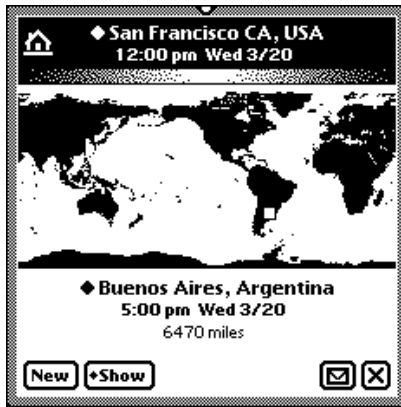 ◆San Francisco CA, USA
12:00 pm Wed 3/20
◆Buenos Aires, Argentina
5:00 pm Wed 3/20
6470 miles
New ◆Show